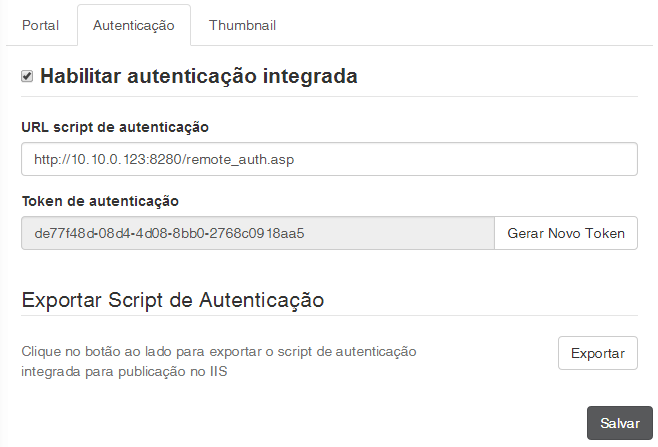 Portal Autenticação Thumbnail
Habilitar autenticação integrada
URL script de autenticação
http://10.10.0.123:8280/remote_auth.asp
Token de autenticação
de77f48d-08d4-4d08-8bb0-2768c0918aa5 Gerar Novo Token
Exportar Script de Autenticação
Clique no botão ao lado para exportar o script de autenticação
integrada para publicação no IIS
Exportar
Salvar